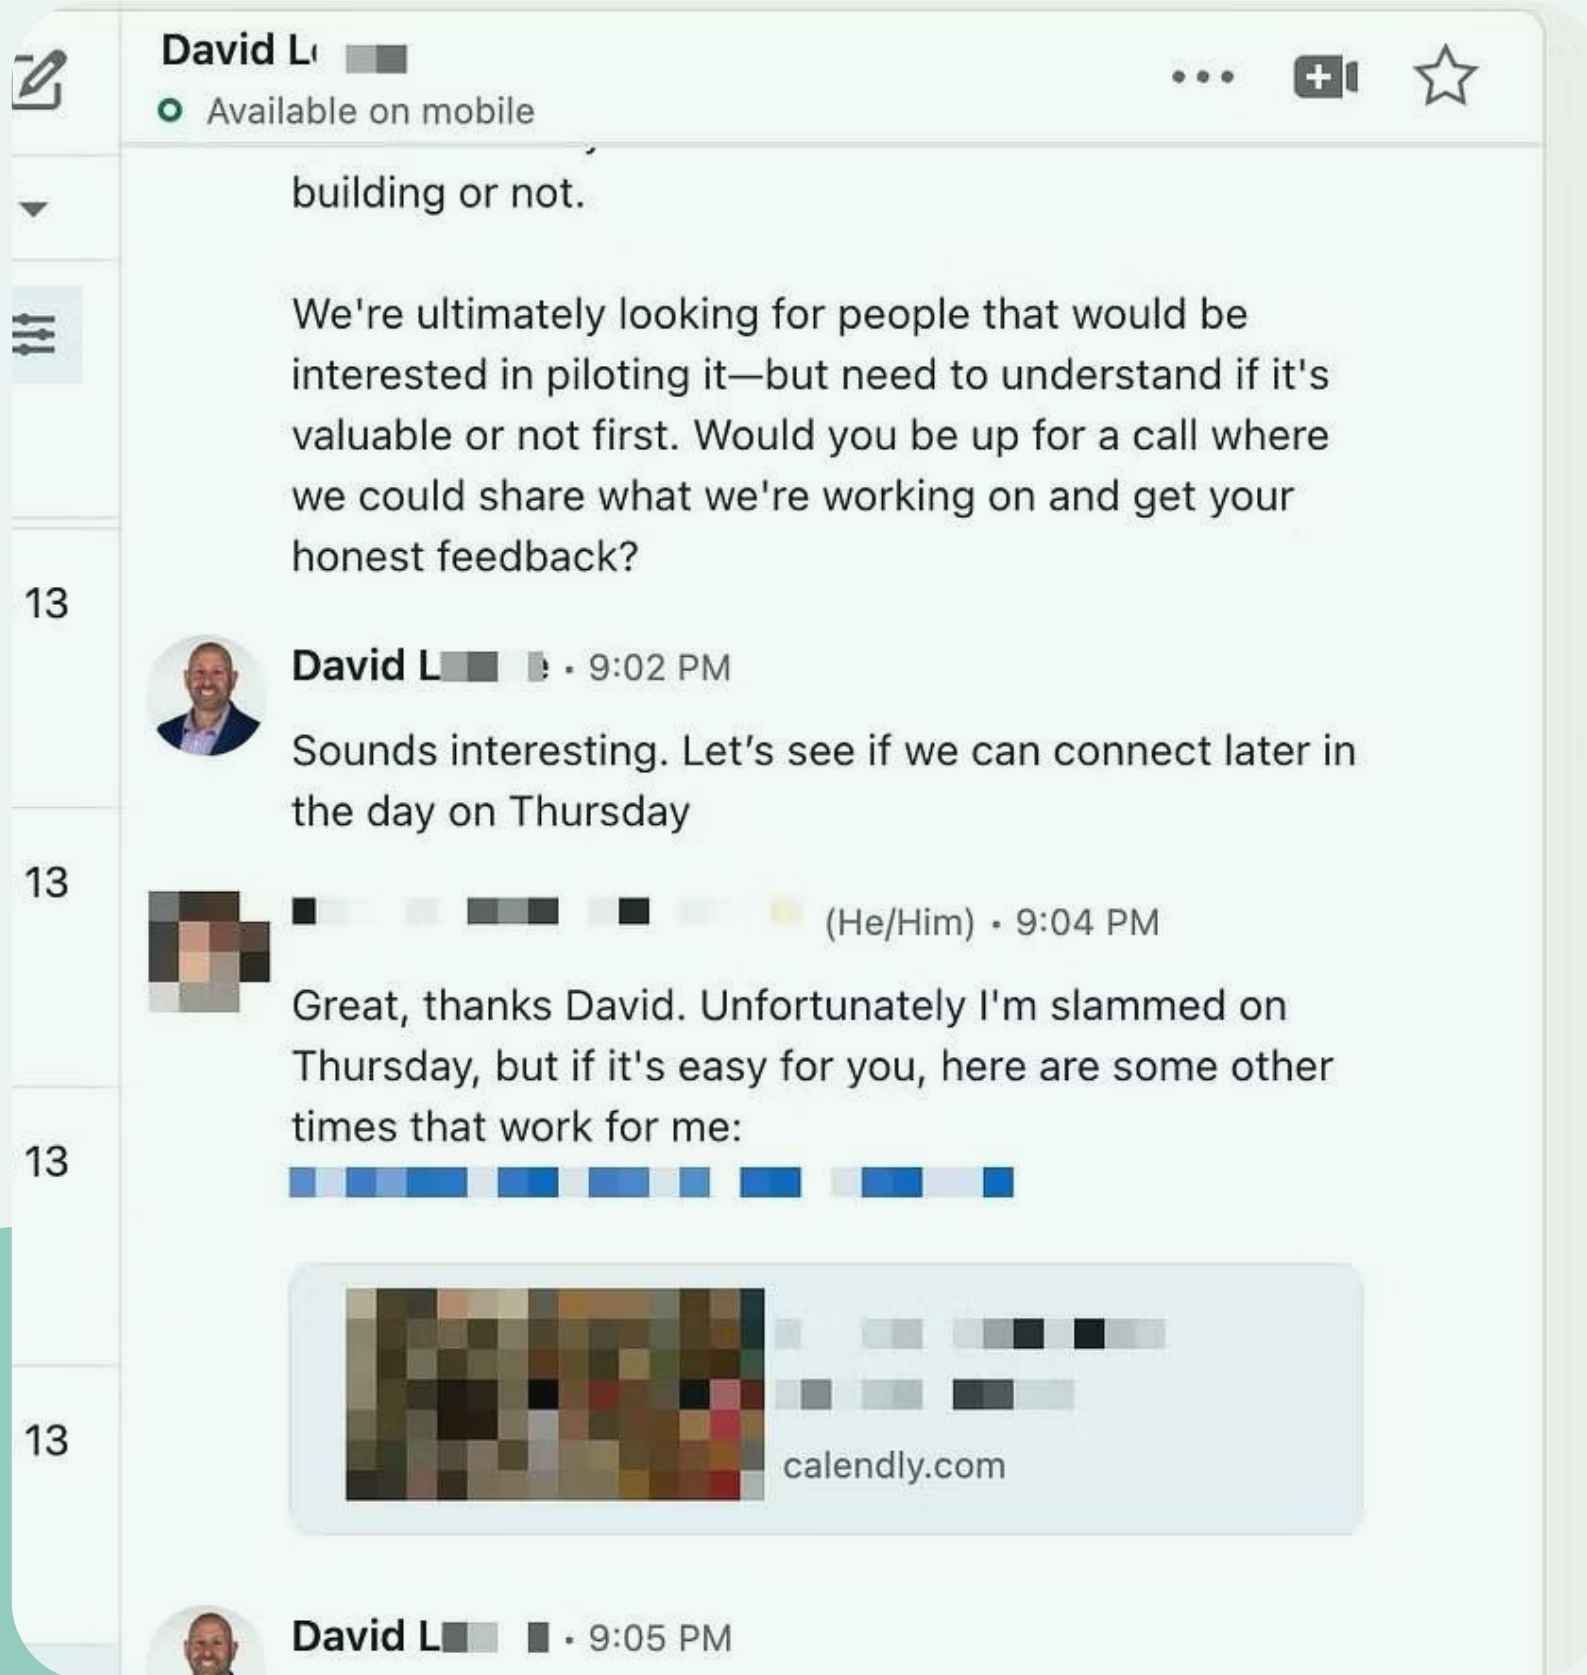 David L
Available on mobile
building or not.
We're ultimately looking for people that would be
interested in piloting it—but need to understand if it's
valuable or not first. Would you be up for a call where
we could share what we're working on and get your
honest feedback?
13
David L • 9:02 PM
Sounds interesting. Let’s see if we can connect later in
the day on Thursday
13
(He/Him) • 9:04 PM
Great, thanks David. Unfortunately I'm slammed on
Thursday, but if it's easy for you, here are some other
times that work for me:
13
calendly.com
13
David L • 9:05 PM